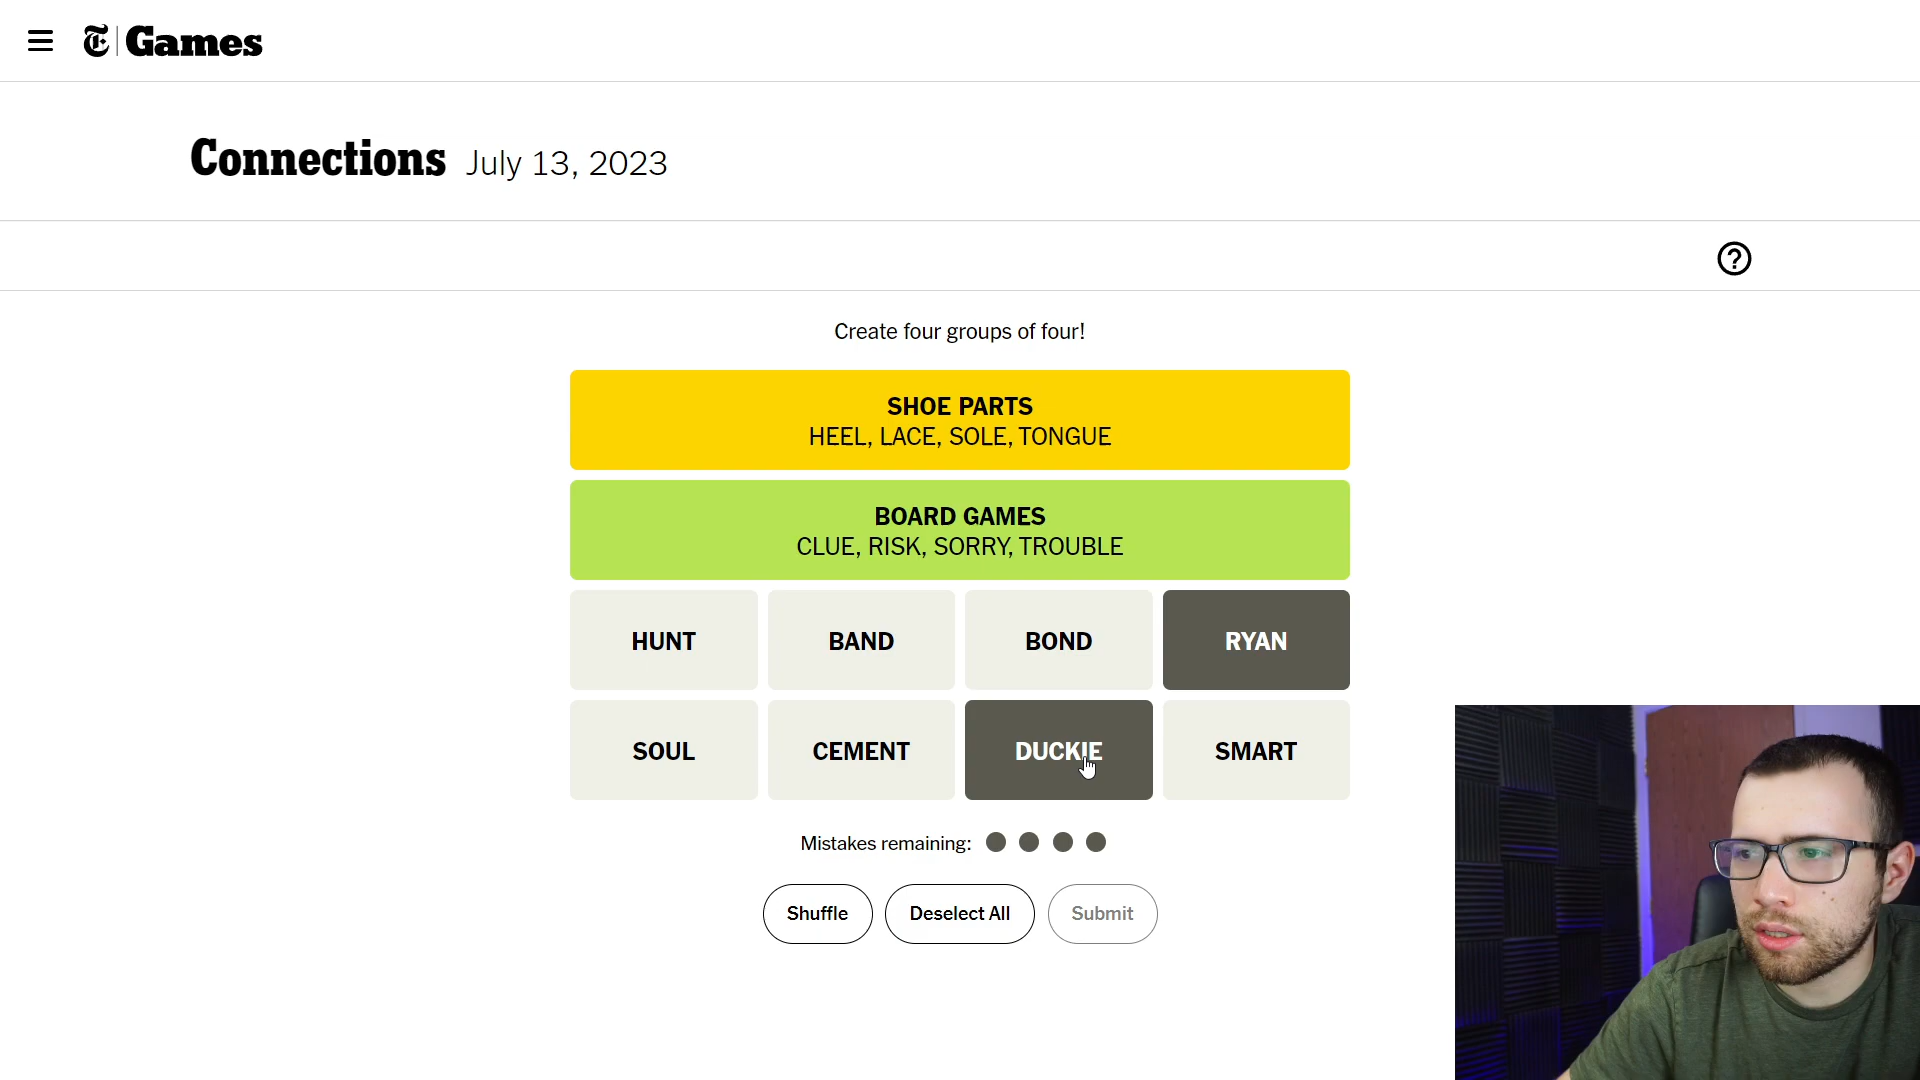 T Games
Connections July 13, 2023
?
Create four groups of four!
SHOE PARTS
HEEL, LACE, SOLE, TONGUE
BOARD GAMES
CLUE, RISK, SORRY, TROUBLE
HUNT BAND BOND RYAN
SOUL CEMENT DUCKIE SMART
Mistakes remaining:
Shuffle Deselect All Submit